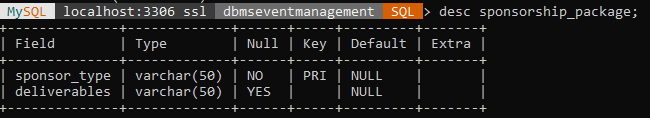 MySQL localhost:3306 ssl dbmseventmanagement SQL > desc sponsorship_package;
+--------------+-------------+------+-----+---------+-------+
| Field        | Type        | Null | Key | Default | Extra |
+--------------+-------------+------+-----+---------+-------+
| sponsor_type | varchar(50) | NO   | PRI | NULL    |       |
| deliverables | varchar(50) | YES  |     | NULL    |       |
+--------------+-------------+------+-----+---------+-------+